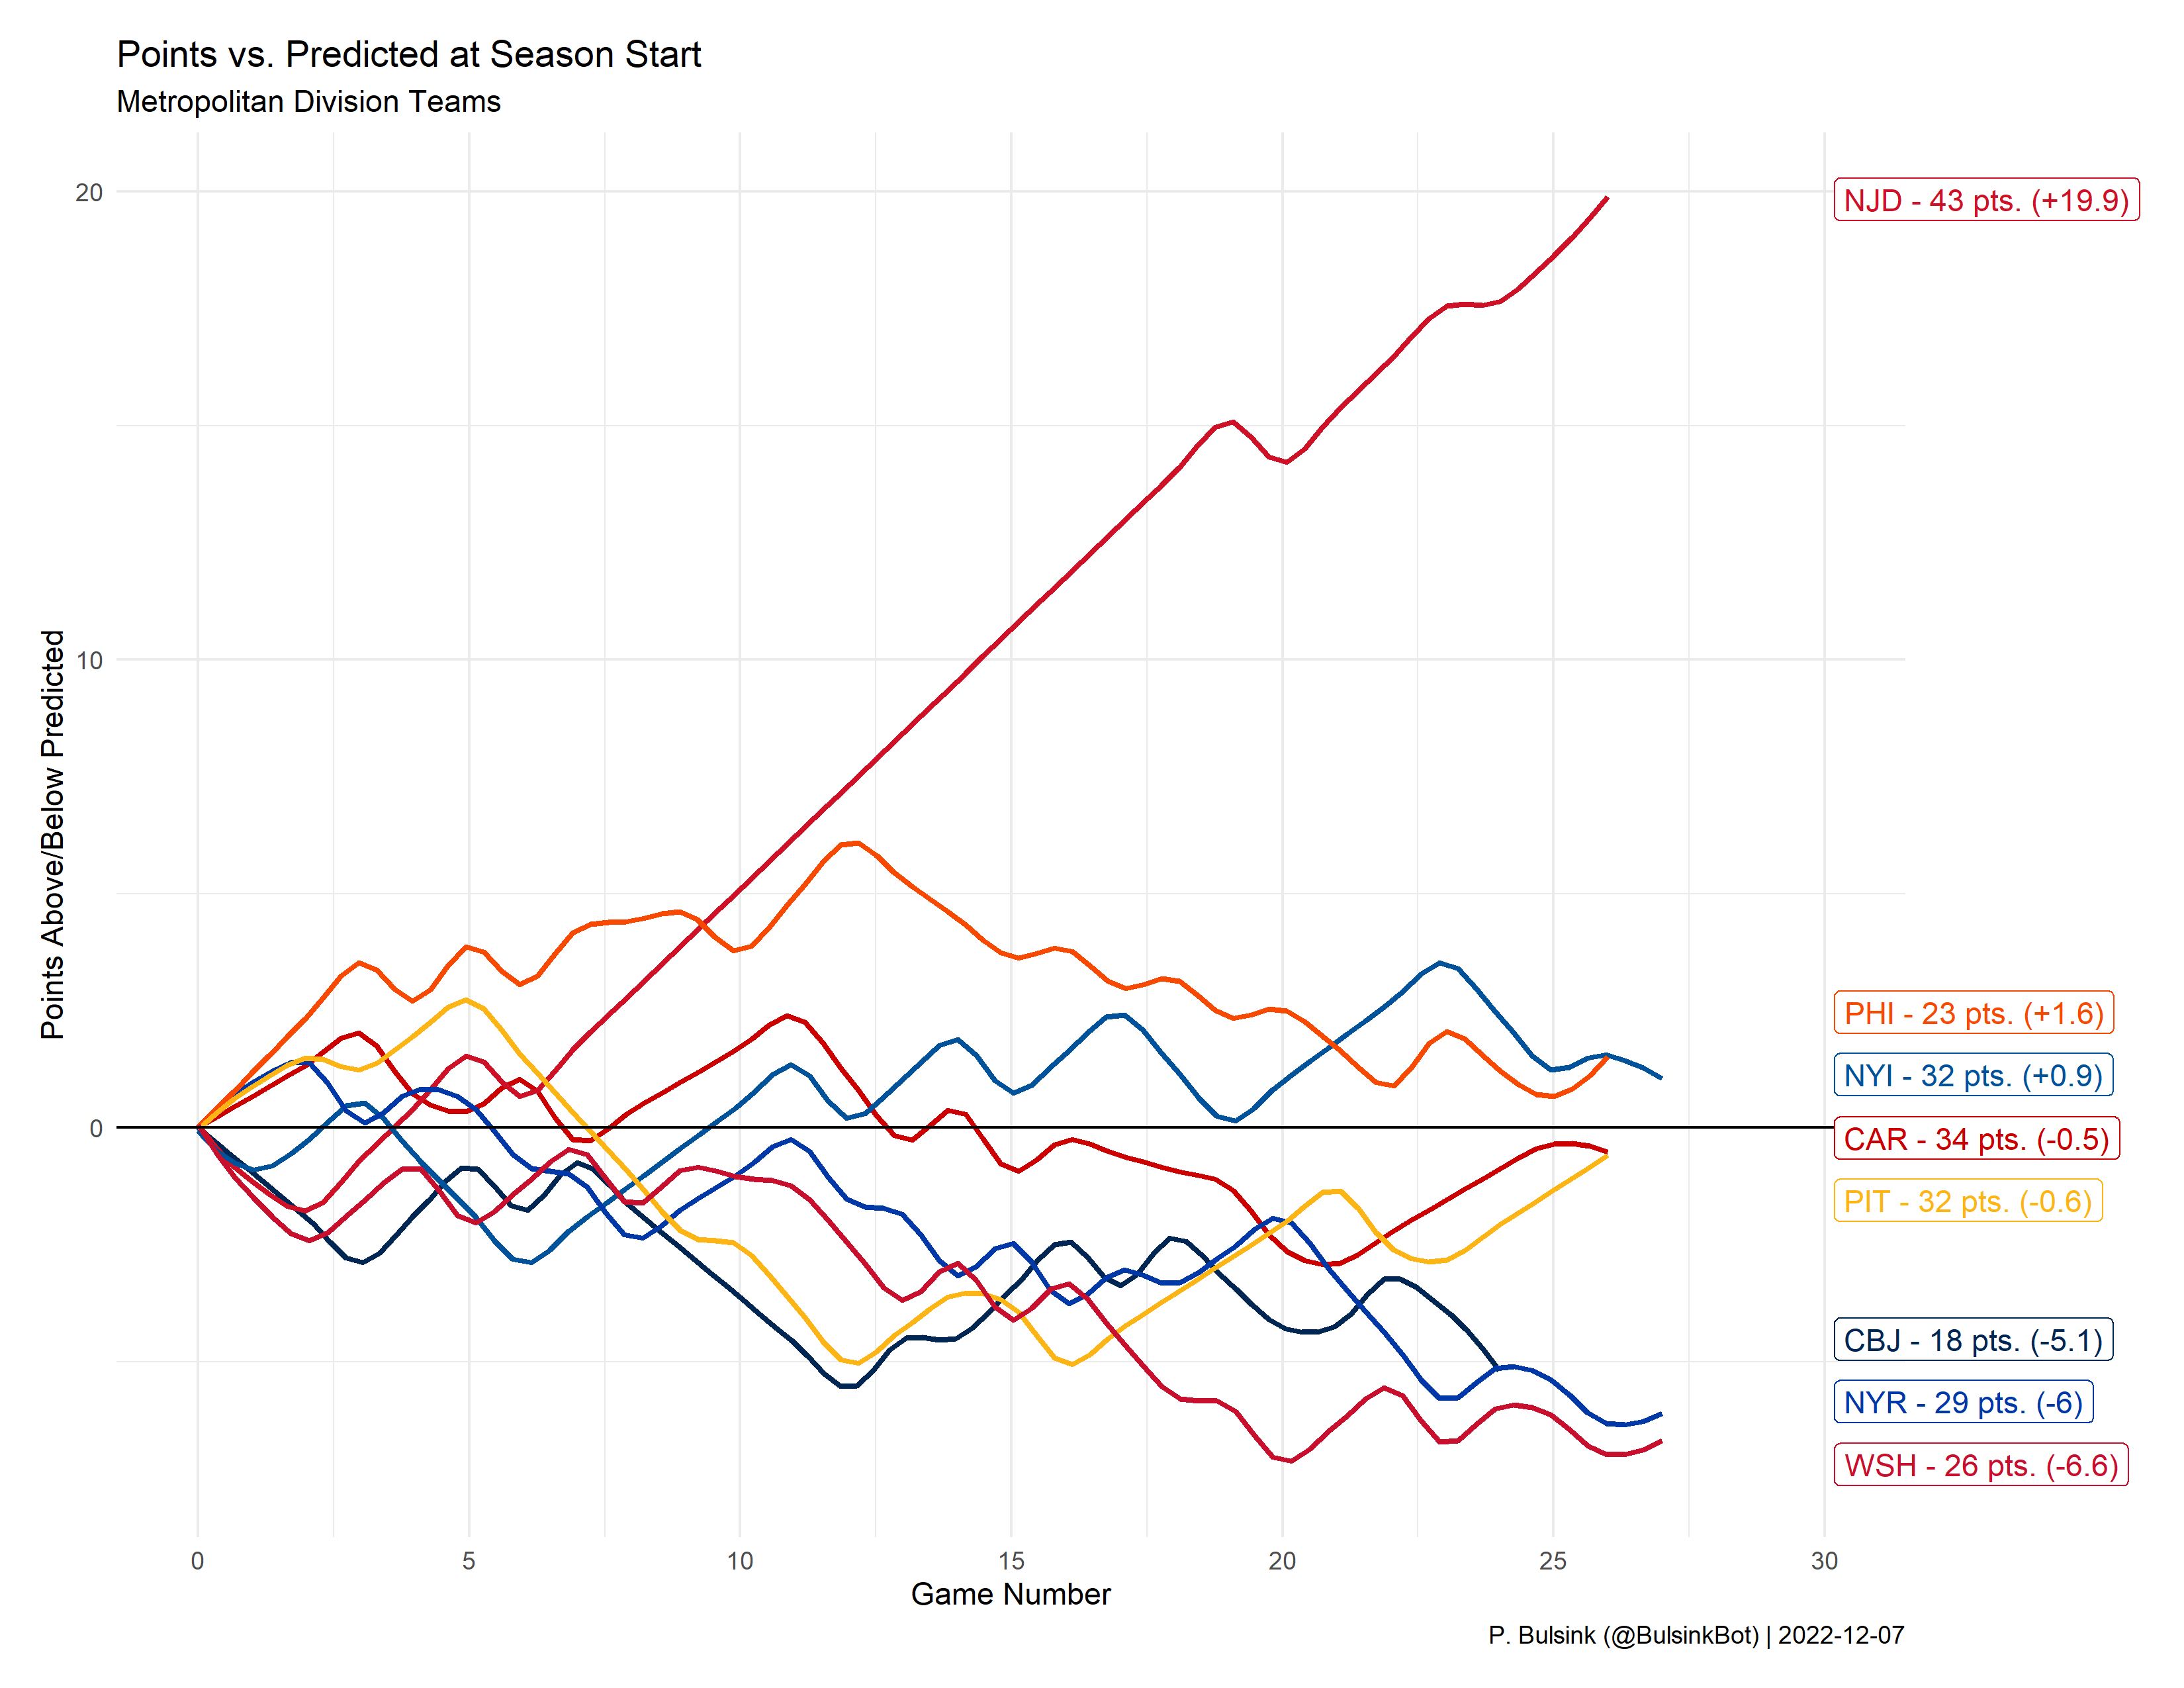 Points vs. Predicted at Season Start
Metropolitan Division Teams
Points Above/Below Predicted
20
10
0
NJD - 43 pts. (+19.9)
PHI - 23 pts. (+1.6)
NYI - 32 pts. (+0.9)
CAR - 34 pts. (-0.5)
PIT - 32 pts. (-0.6)
CBJ - 18 pts. (-5.1)
NYR - 29 pts. (-6)
WSH - 26 pts. (-6.6)
0 5 10 15 20 25 30
Game Number
P. Bulsink (@BulsinkBot) | 2022-12-07